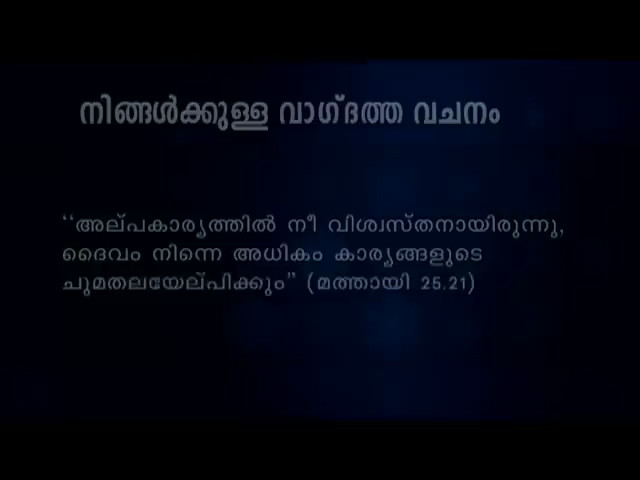 നിങ്ങൾക്കുള്ള വാഗ്ദത്ത വചനം
“അല്പകാര്യത്തിൽ നീ വിശ്വസ്തനായിരുന്നു,
ദൈവം നിന്നെ അധികം കാര്യങ്ങളുടെ
ചുമതലയേല്പിക്കും” (മത്തായി 25.21)